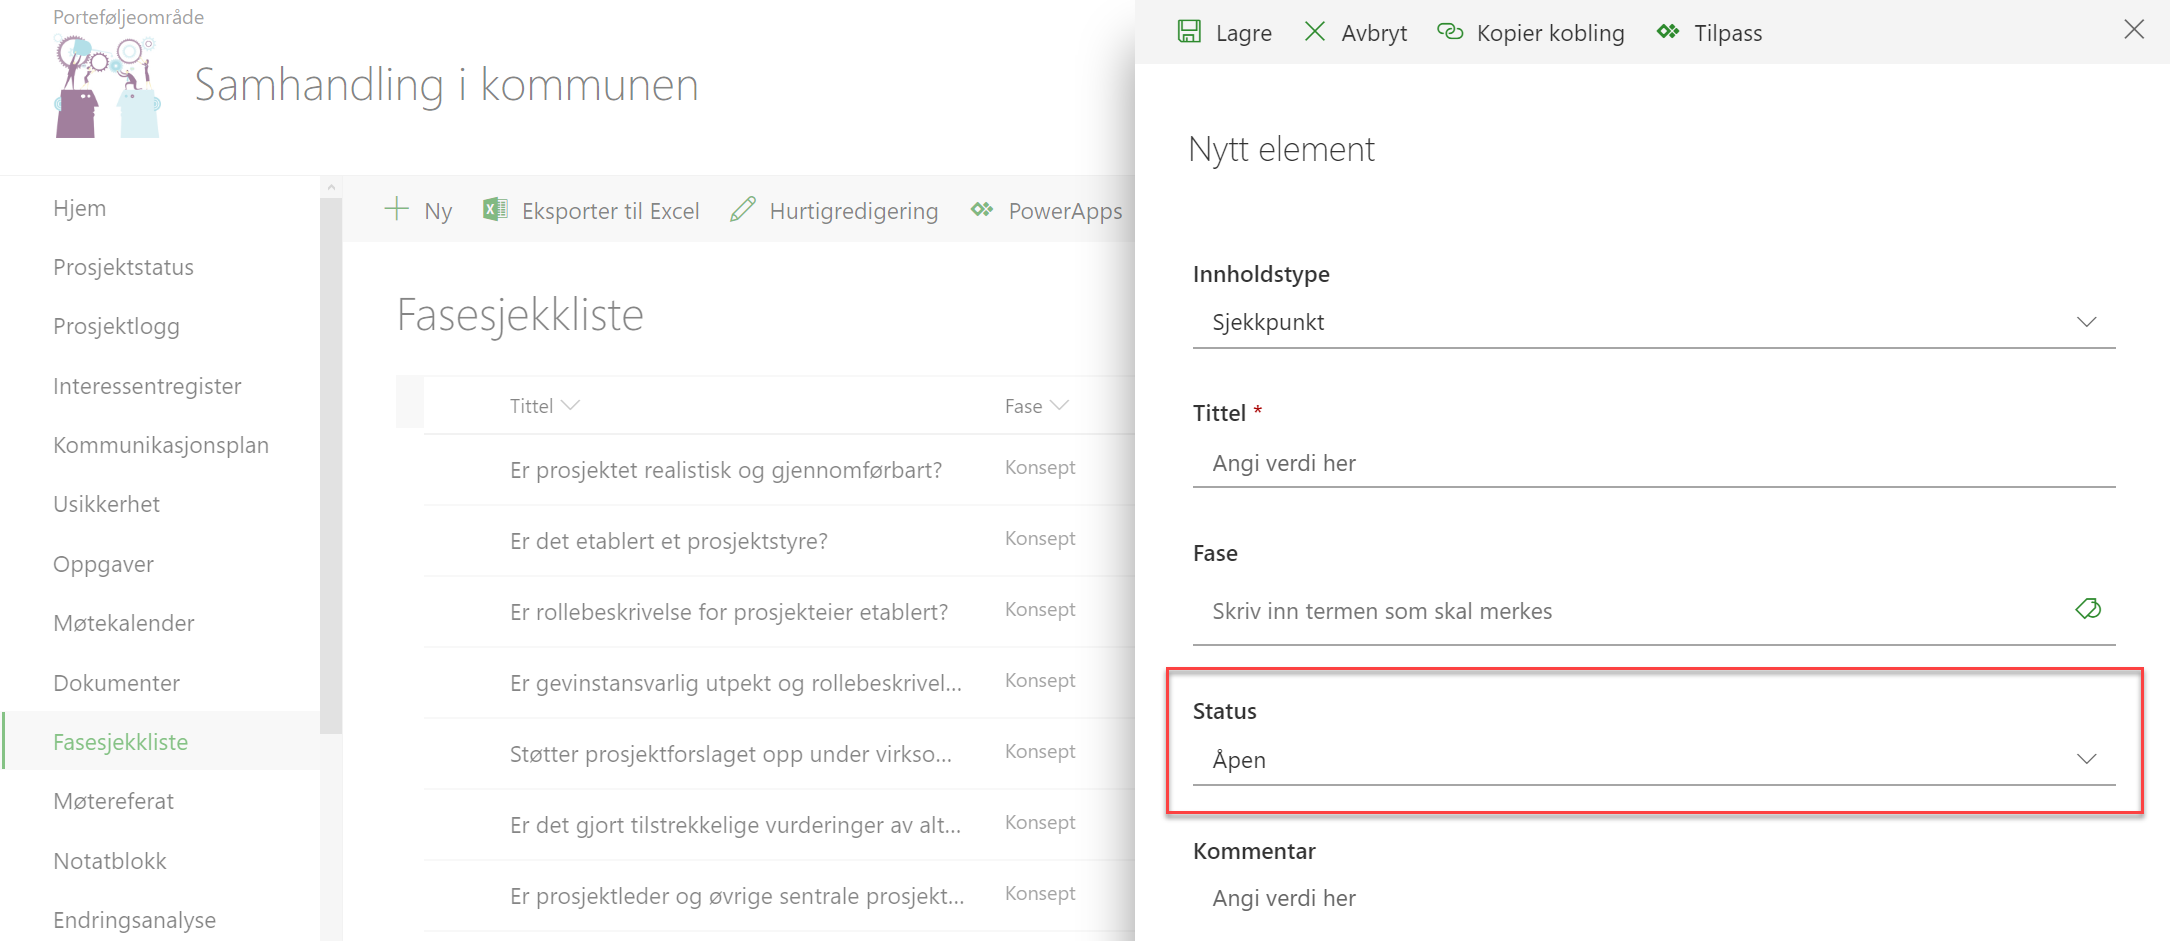 Porteføljeområde
Samhandling i kommunen
Hjem
Prosjektstatus
Prosjektlogg
Interessentregister
Kommunikasjonsplan
Usikkerhet
Oppgaver
Møtekalender
Dokumenter
Fasesjekkliste
Møtereferat
Notatblokk
Endringsanalyse
Ny
Eksporter til Excel
Hurtigredigering
PowerApps
Fasesjekkliste
Tittel Fase
Er prosjektet realistisk og gjennomførbart? Konsept
Er det etablert et prosjektstyre? Konsept
Er rollebeskrivelse for prosjekteier etablert? Konsept
Er gevinstansvarlig utpekt og rollebeskrivel... Konsept
Støtter prosjektforslaget opp under virkso... Konsept
Er det gjort tilstrekkelige vurderinger av alt... Konsept
Er prosjektleder og øvrige sentrale prosjekt... Konsept
Lagre
Avbryt
Kopier kobling
Tilpass
Nytt element
Innholdstype
Sjekkpunkt
Tittel *
Angi verdi her
Fase
Skriv inn termen som skal merkes
Status
Åpen
Kommentar
Angi verdi her